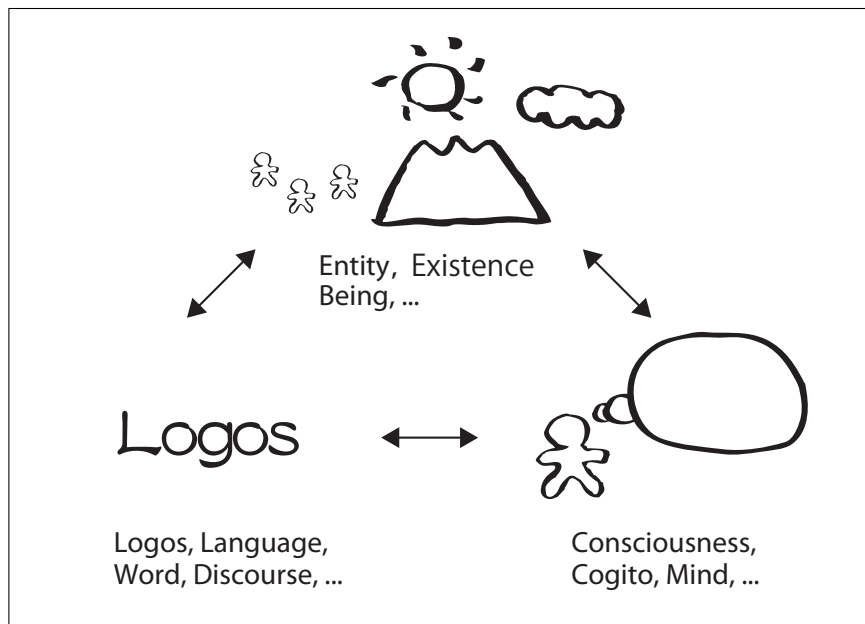 Entity, Existence
Being, ...
Logos
Logos, Language,
Word, Discourse, ...
Consciousness,
Cogito, Mind, ...